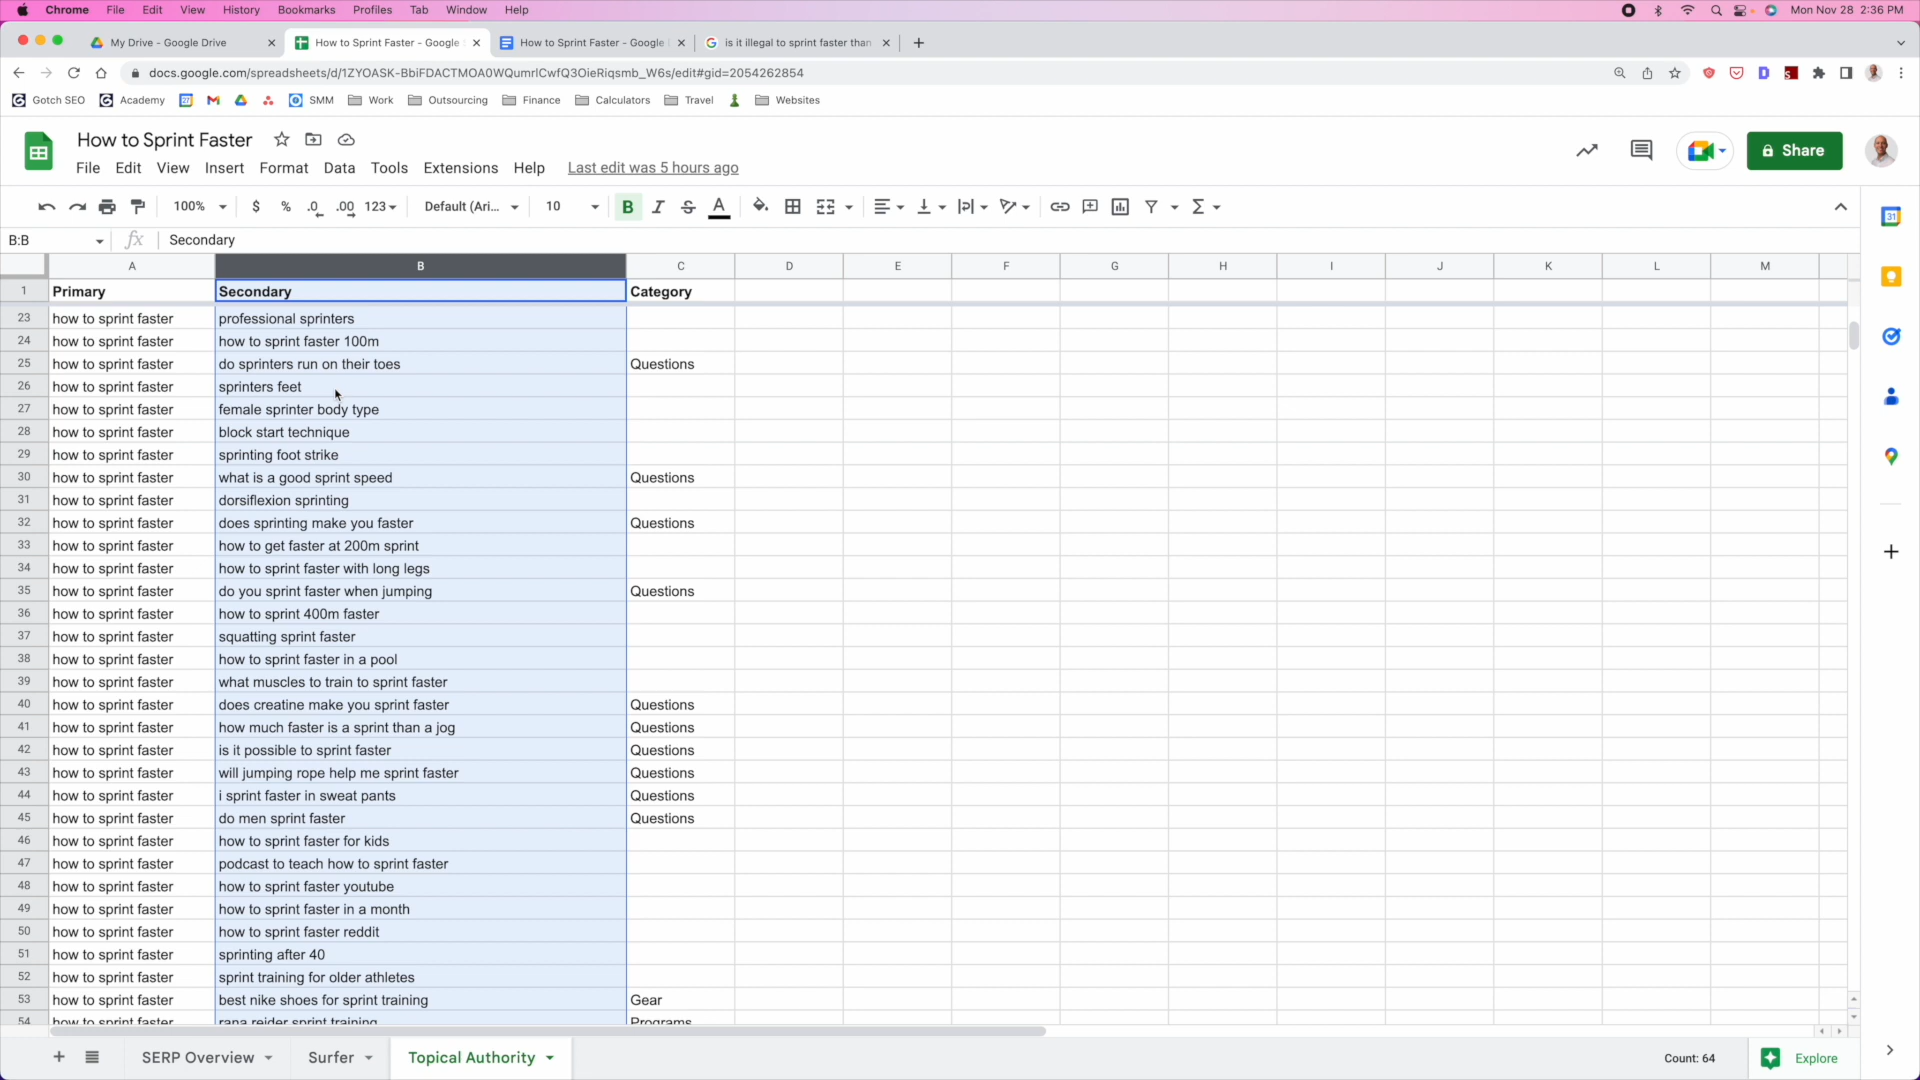 Chrome File Edit View History Bookmarks Profiles Tab Window Help Mon Nov 28 2:36 PM
My Drive - Google Drive How to Sprint Faster - Google How to Sprint Faster - Google is it illegal to sprint faster than
docs.google.com/spreadsheets/d/1ZYOASK-BbiFDACTMOA0WQumrlCwfQ3OieRiqsmb_W6s/edit#gid=2054262854
Gotch SEO Academy SMM Work Outsourcing Finance Calculators Travel Websites
How to Sprint Faster
File Edit View Insert Format Data Tools Extensions Help Last edit was 5 hours ago
Share
100% $ % .0 .00 123 Default (Ari... 10 B I S A
B:B fx Secondary
A B C D E F G H I J K L M
1 Primary Secondary Category
23 how to sprint faster professional sprinters
24 how to sprint faster how to sprint faster 100m
25 how to sprint faster do sprinters run on their toes Questions
26 how to sprint faster sprinters feet
27 how to sprint faster female sprinter body type
28 how to sprint faster block start technique
29 how to sprint faster sprinting foot strike
30 how to sprint faster what is a good sprint speed Questions
31 how to sprint faster dorsiflexion sprinting
32 how to sprint faster does sprinting make you faster Questions
33 how to sprint faster how to get faster at 200m sprint
34 how to sprint faster how to sprint faster with long legs
35 how to sprint faster do you sprint faster when jumping Questions
36 how to sprint faster how to sprint 400m faster
37 how to sprint faster squatting sprint faster
38 how to sprint faster how to sprint faster in a pool
39 how to sprint faster what muscles to train to sprint faster
40 how to sprint faster does creatine make you sprint faster Questions
41 how to sprint faster how much faster is a sprint than a jog Questions
42 how to sprint faster is it possible to sprint faster Questions
43 how to sprint faster will jumping rope help me sprint faster Questions
44 how to sprint faster i sprint faster in sweat pants Questions
45 how to sprint faster do men sprint faster Questions
46 how to sprint faster how to sprint faster for kids
47 how to sprint faster podcast to teach how to sprint faster
48 how to sprint faster how to sprint faster youtube
49 how to sprint faster how to sprint faster in a month
50 how to sprint faster how to sprint faster reddit
51 how to sprint faster sprinting after 40
52 how to sprint faster sprint training for older athletes
53 how to sprint faster best nike shoes for sprint training Gear
54 how to sprint faster rana reider sprint training Programs
SERP Overview Surfer Topical Authority Count: 64 Explore